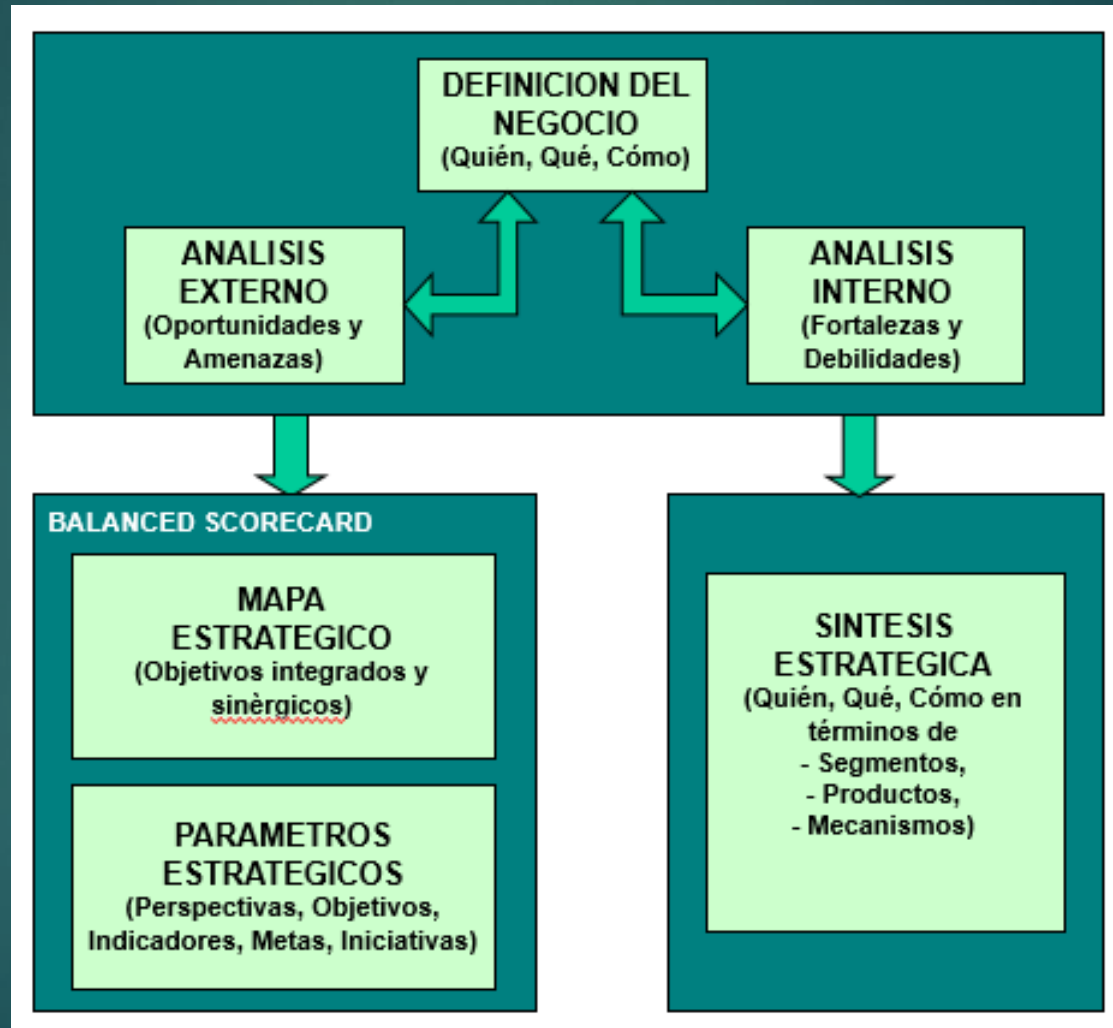 DEFINICION DEL
NEGOCIO
(Quién, Qué, Cómo)
ANALISIS
EXTERNO
(Oportunidades y
Amenazas)
ANALISIS
INTERNO
(Fortalezas y
Debilidades)
BALANCED SCORECARD
MAPA
ESTRATEGICO
(Objetivos integrados y
sinèrgicos)
PARAMETROS
ESTRATEGICOS
(Perspectivas, Objetivos,
Indicadores, Metas, Iniciativas)
SINTESIS
ESTRATEGICA
(Quién, Qué, Cómo en
términos de
- Segmentos,
- Productos,
- Mecanismos)